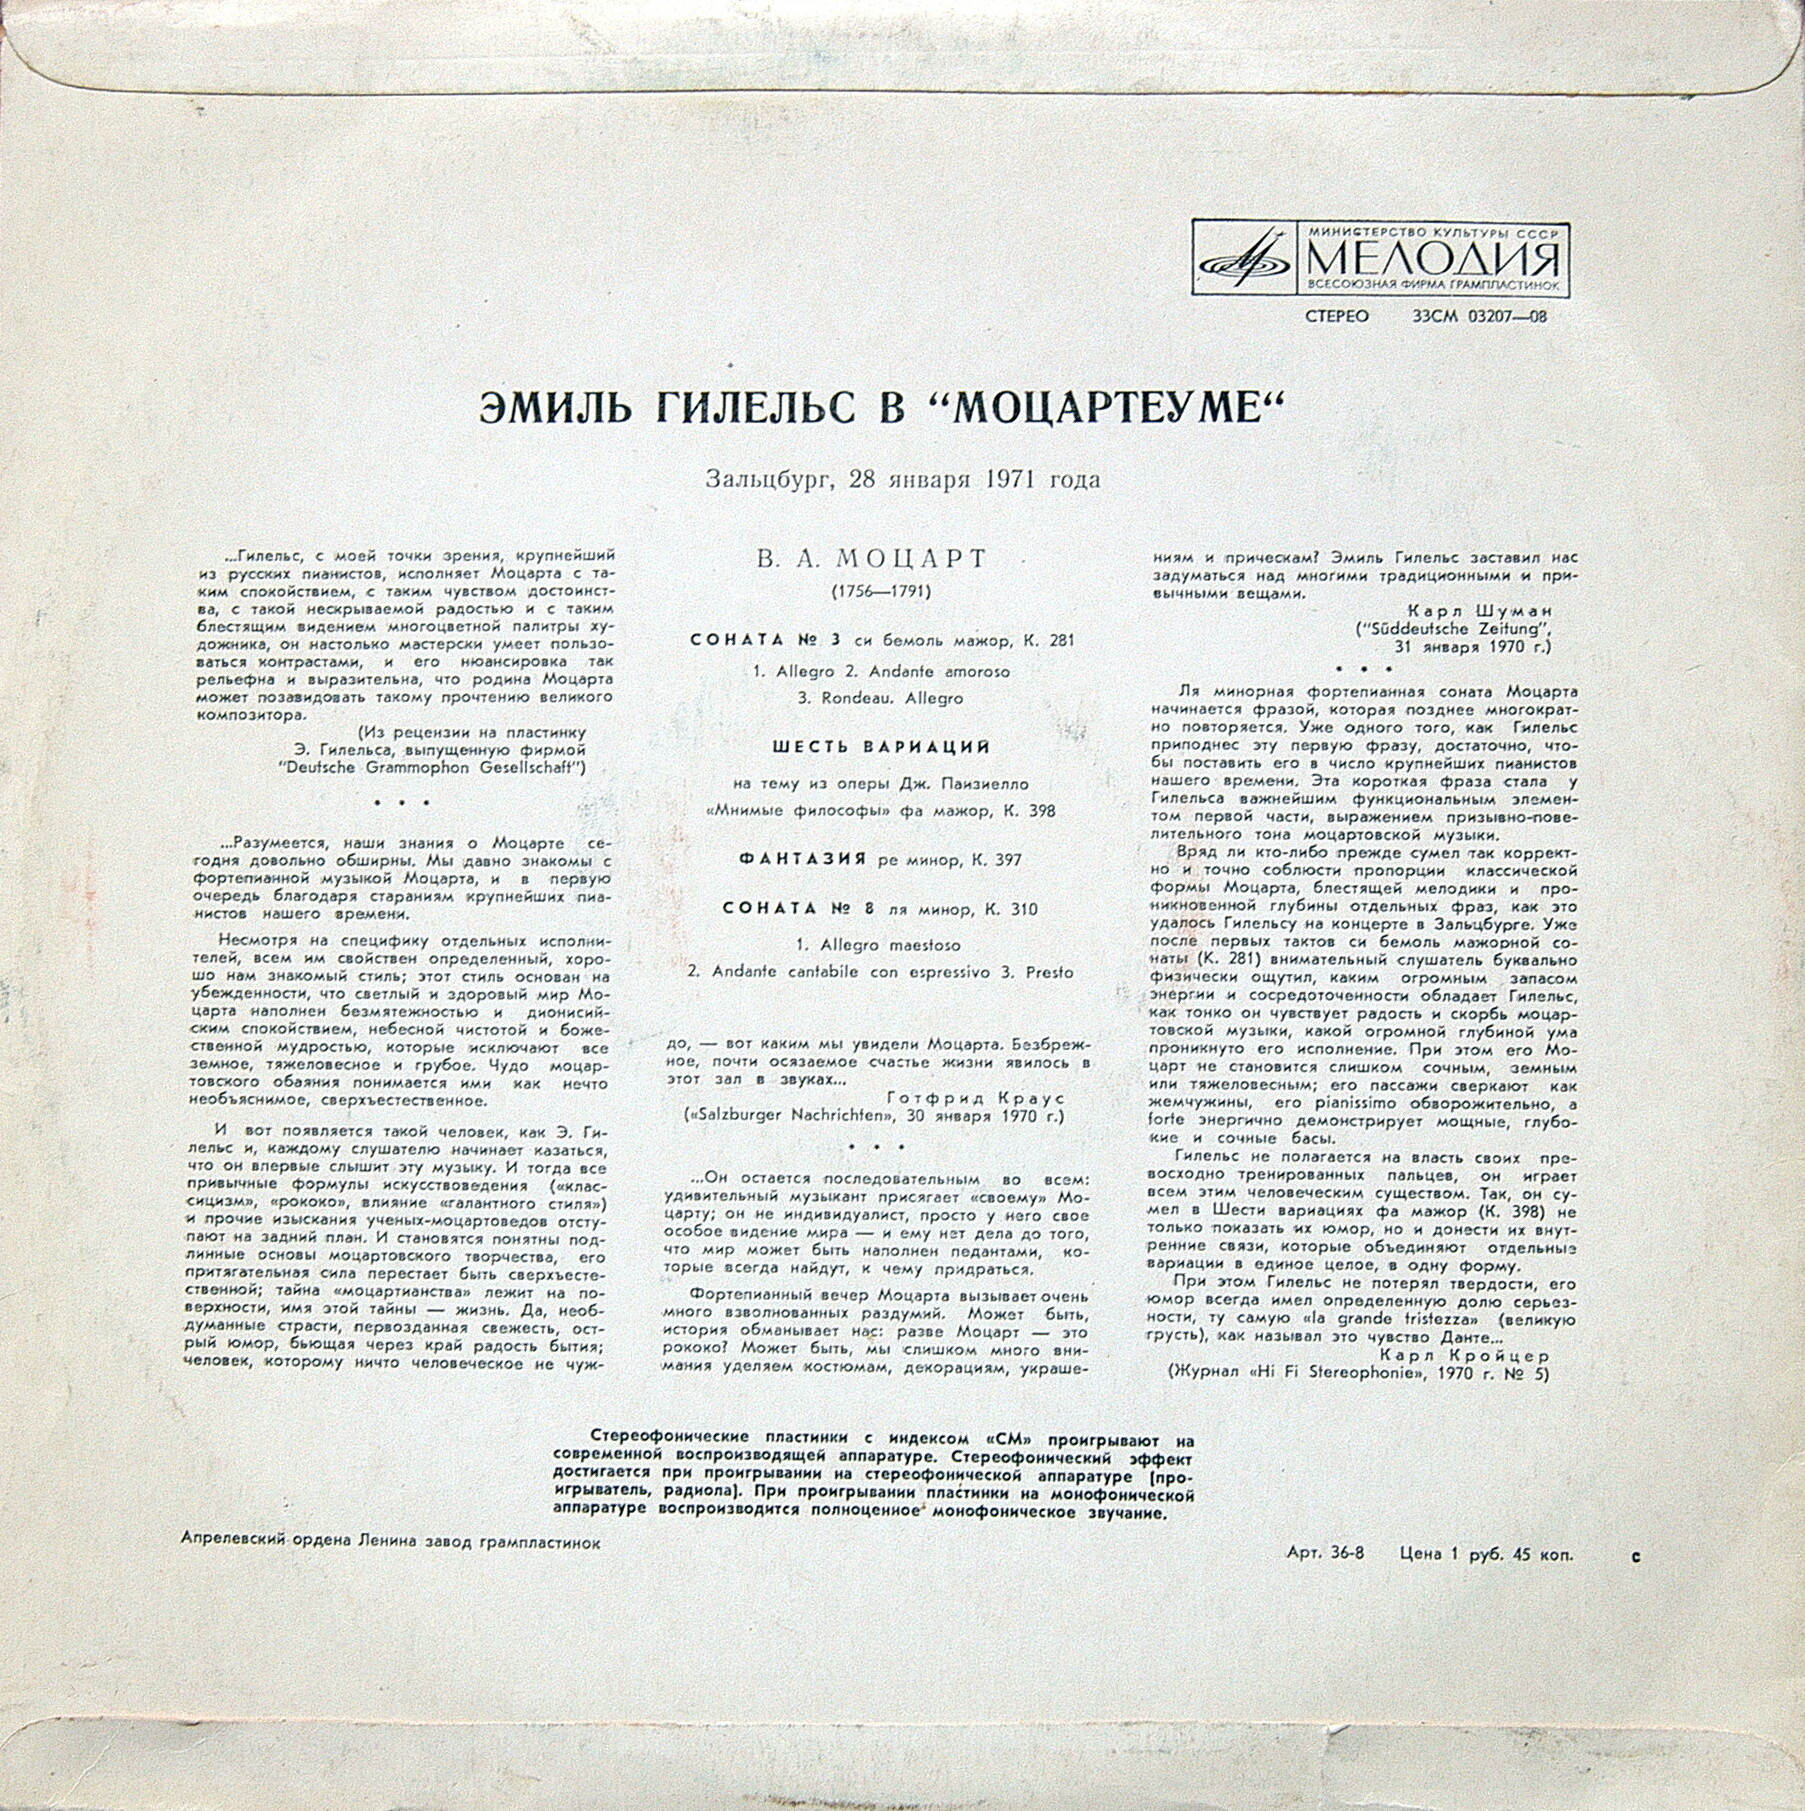 МИНИСТЕРСТВО КУЛЬТУРЫ СССР
МЕЛОДИЯ
ВСЕСОЮЗНАЯ ФИРМА ГРАМПЛАСТИНОК
СТЕРЕО 33СМ 03207—08
ЭМИЛЬ ГИЛЕЛЬС В “МОЦАРТЕУМЕ“
Зальцбург, 28 января 1971 года
...Гилельс, с моей точки зрения, крупнейший
из русских пианистов, исполняет Моцарта с та-
ким спокойствием, с таким чувством достоинст-
ва, с такой нескрываемой радостью и с таким
блестящим видением многоцветной палитры ху-
дожника, он настолько мастерски умеет пользо-
ваться контрастами, и его нюансировка так
рельефна и выразительна, что родина Моцарта
может позавидовать такому прочтению великого
композитора.
(Из рецензии на пластинку
Э. Гилельса, выпущенную фирмой
"Deutsche Grammophon Gesellschaft")
• • •
...Разумеется, наши знания о Моцарте се-
годня довольно обширны. Мы давно знакомы с
фортепианной музыкой Моцарта, и в первую
очередь благодаря стараниям крупнейших пиа-
нистов нашего времени.
Несмотря на специфику отдельных исполни-
телей, всем им свойствен определенный, хоро-
шо нам знакомый стиль; этот стиль основан на
убежденности, что светлый и здоровый мир Мо-
царта наполнен безмятежностью и дионисий-
ским спокойствием, небесной чистотой и боже-
ственной мудростью, которые исключают все
земное, тяжеловесное и грубое. Чудо моцар-
товского обаяния понимается ими как нечто
необъяснимое, сверхъестественное.
И вот появляется такой человек, как Э. Ги-
лельс и, каждому слушателю начинает казаться,
что он впервые слышит эту музыку. И тогда все
привычные формулы искусствоведения («клас-
сицизм», «рококо», влияние «галантного стиля»)
и прочие изыскания ученых-моцартоведов отсту-
пают на задний план. И становятся понятны под-
линные основы моцартовского творчества, его
притягательная сила перестает быть сверхъесте-
ственной; тайна «моцартианства» лежит на по-
верхности, имя этой тайны — жизнь. Да, необ-
думанные страсти, первозданная свежесть, ост-
рый юмор, бьющая через край радость бытия;
человек, которому ничто человеческое не чуж-
В. А. МОЦАРТ
(1756—1791)
СОНАТА № 3 си бемоль мажор, К. 281
1. Allegro 2. Andante amoroso
3. Rondeau. Allegro
ШЕСТЬ ВАРИАЦИЙ
на тему из оперы Дж. Паизиелло
«Мнимые философы» фа мажор, К. 398
ФАНТАЗИЯ ре минор, К. 397
СОНАТА № 8 ля минор, К. 310
1. Allegro maestoso
2. Andante cantabile con espressivo 3. Presto
до, — вот каким мы увидели Моцарта. Безбреж-
ное, почти осязаемое счастье жизни явилось в
этот зал в звуках...
Готфрид Краус
(«Salzburger Nachrichten», 30 января 1970 г.)
• • •
...Он остается последовательным во всем:
удивительный музыкант присягает «своему» Мо-
царту; он не индивидуалист, просто у него свое
особое видение мира — и ему нет дела до того,
что мир может быть наполнен педантами, ко-
торые всегда найдут, к чему придраться.
Фортепианный вечер Моцарта вызывает очень
много взволнованных раздумий. Может быть,
история обманывает нас: разве Моцарт — это
рококо? Может быть, мы слишком много вни-
мания уделяем костюмам, декорациям, украше-
ниям и прическам? Эмиль Гилельс заставил нас
задуматься над многими традиционными и при-
вычными вещами.
Карл Шуман
("Süddeutsche Zeitung",
31 января 1970 г.)
• • •
Ля минорная фортепианная соната Моцарта
начинается фразой, которая позднее многократ-
но повторяется. Уже одного того, как Гилельс
приподнес эту первую фразу, достаточно, что-
бы поставить его в число крупнейших пианистов
нашего времени. Эта короткая фраза стала у
Гилельса важнейшим функциональным элемен-
том первой части, выражением призывно-пове-
лительного тона моцартовской музыки.
Вряд ли кто-либо прежде сумел так коррект-
но и точно соблюсти пропорции классической
формы Моцарта, блестящей мелодики и про-
никновенной глубины отдельных фраз, как это
удалось Гилельсу на концерте в Зальцбурге. Уже
после первых тактов си бемоль мажорной со-
наты (К. 281) внимательный слушатель буквально
физически ощутил, каким огромным запасом
энергии и сосредоточенности обладает Гилельс,
как тонко он чувствует радость и скорбь моцар-
товской музыки, какой огромной глубиной ума
проникнуто его исполнение. При этом его Мо-
царт не становится слишком сочным, земным
или тяжеловесным; его пассажи сверкают как
жемчужины, его pianissimo обворожительно, а
forte энергично демонстрирует мощные, глубо-
кие и сочные басы.
Гилельс не полагается на власть своих пре-
восходно тренированных пальцев, он играет
всем этим человеческим существом. Так, он су-
мел в Шести вариациях фа мажор (К. 398) не
только показать их юмор, но и донести их внут-
ренние связи, которые объединяют отдельные
вариации в единое целое, в одну форму.
При этом Гилельс не потерял твердости, его
юмор всегда имел определенную долю серьез-
ности, ту самую «la grande tristezza» (великую
грусть), как называл это чувство Данте...
Карл Кройцер
(Журнал «Hi Fi Stereophonie», 1970 г. № 5)
Стереофонические пластинки с индексом «СМ» проигрывают на
современной воспроизводящей аппаратуре. Стереофонический эффект
достигается при проигрывании на стереофонической аппаратуре (про-
игрыватель, радиола). При проигрывании пластинки на монофонической
аппаратуре воспроизводится полноценное монофоническое звучание.
Апрелевский ордена Ленина завод грампластинок
Арт. 36-8 Цена 1 руб. 45 коп. с